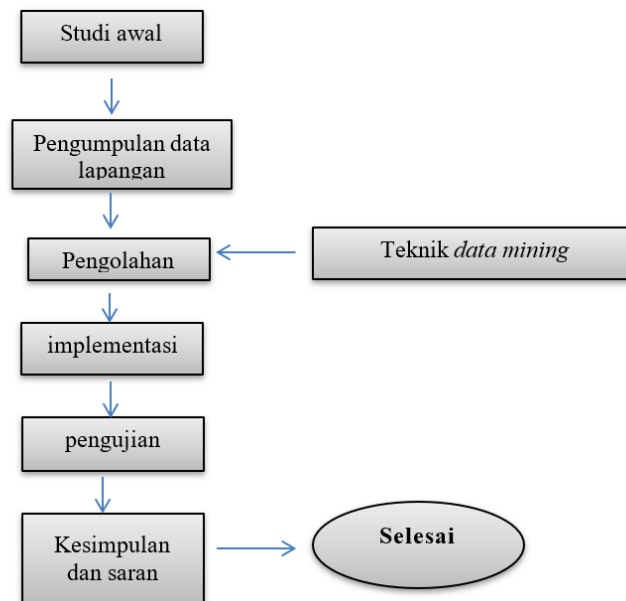 Studi awal
Pengumpulan data
lapangan
Pengolahan
Teknik data mining
implementasi
pengujian
Kesimpulan
dan saran
Selesai